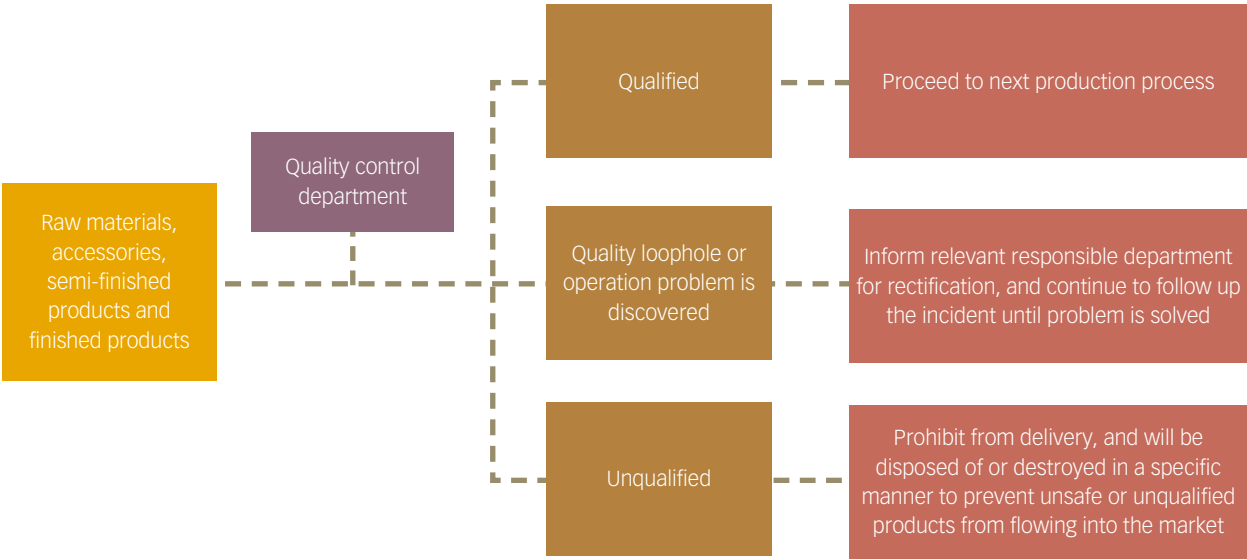 Raw materials,
accessories,
semi-finished
products and
finished products
Quality control
department
Qualified
Proceed to next production process
Quality loophole or
operation problem is
discovered
Inform relevant responsible department
for rectification, and continue to follow up
the incident until problem is solved
Unqualified
Prohibit from delivery, and will be
disposed of or destroyed in a specific
manner to prevent unsafe or unqualified
products from flowing into the market